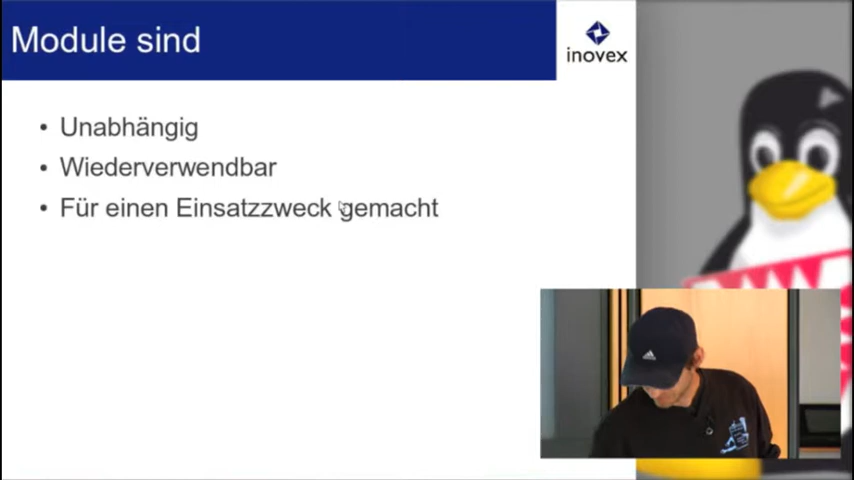 Module sind
inovex
Unabhängig
Wiederverwendbar
Für einen Einsatzzweck gemacht